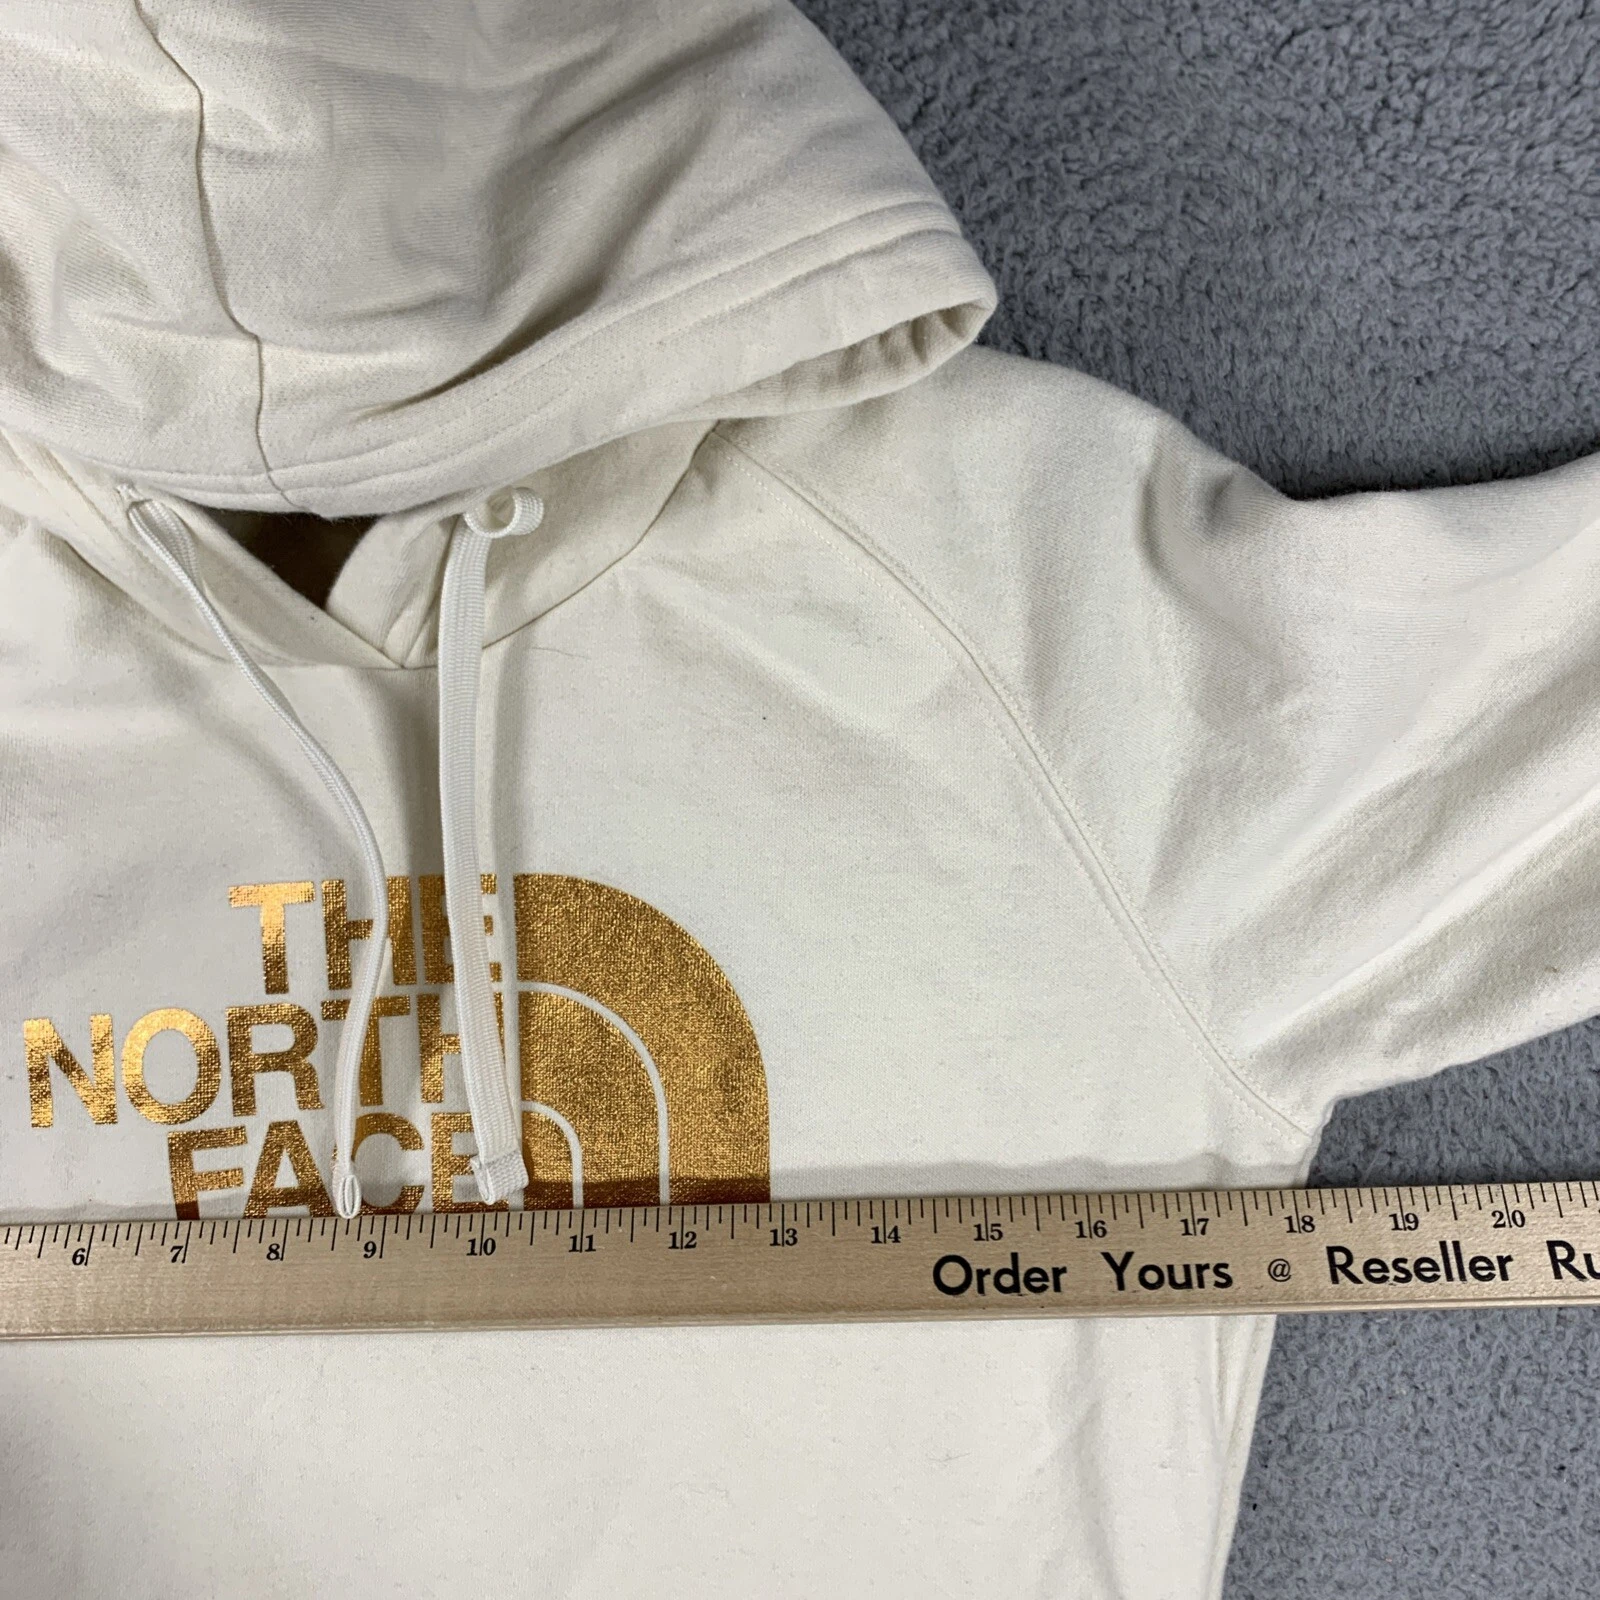 THE
NORTH
FACE
6 7 8 9 10 11 12 13 14 15 16 17 18 19 20
Order Yours @ Reseller Ru